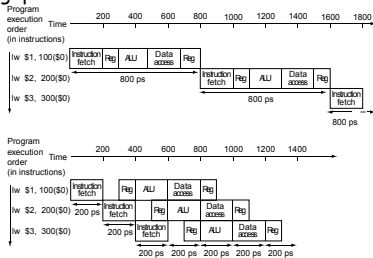 Program
execution
order
(in instructions)
Time
200 400 600 800 1000 1200 1400 1600 1800
lw $1, 100($0) Instruction fetch Reg ALU Data access Reg
800 ps
lw $2, 200($0) Instruction fetch Reg ALU Data access Reg
800 ps
lw $3, 300($0) Instruction fetch
800 ps
Program
execution
order
(in instructions)
Time
200 400 600 800 1000 1200 1400
lw $1, 100($0) Instruction fetch Reg ALU Data access Reg
lw $2, 200($0) 200 ps Instruction fetch Reg ALU Data access Reg
lw $3, 300($0) 200 ps Instruction fetch Reg ALU Data access Reg
200 ps 200 ps 200 ps 200 ps 200 ps